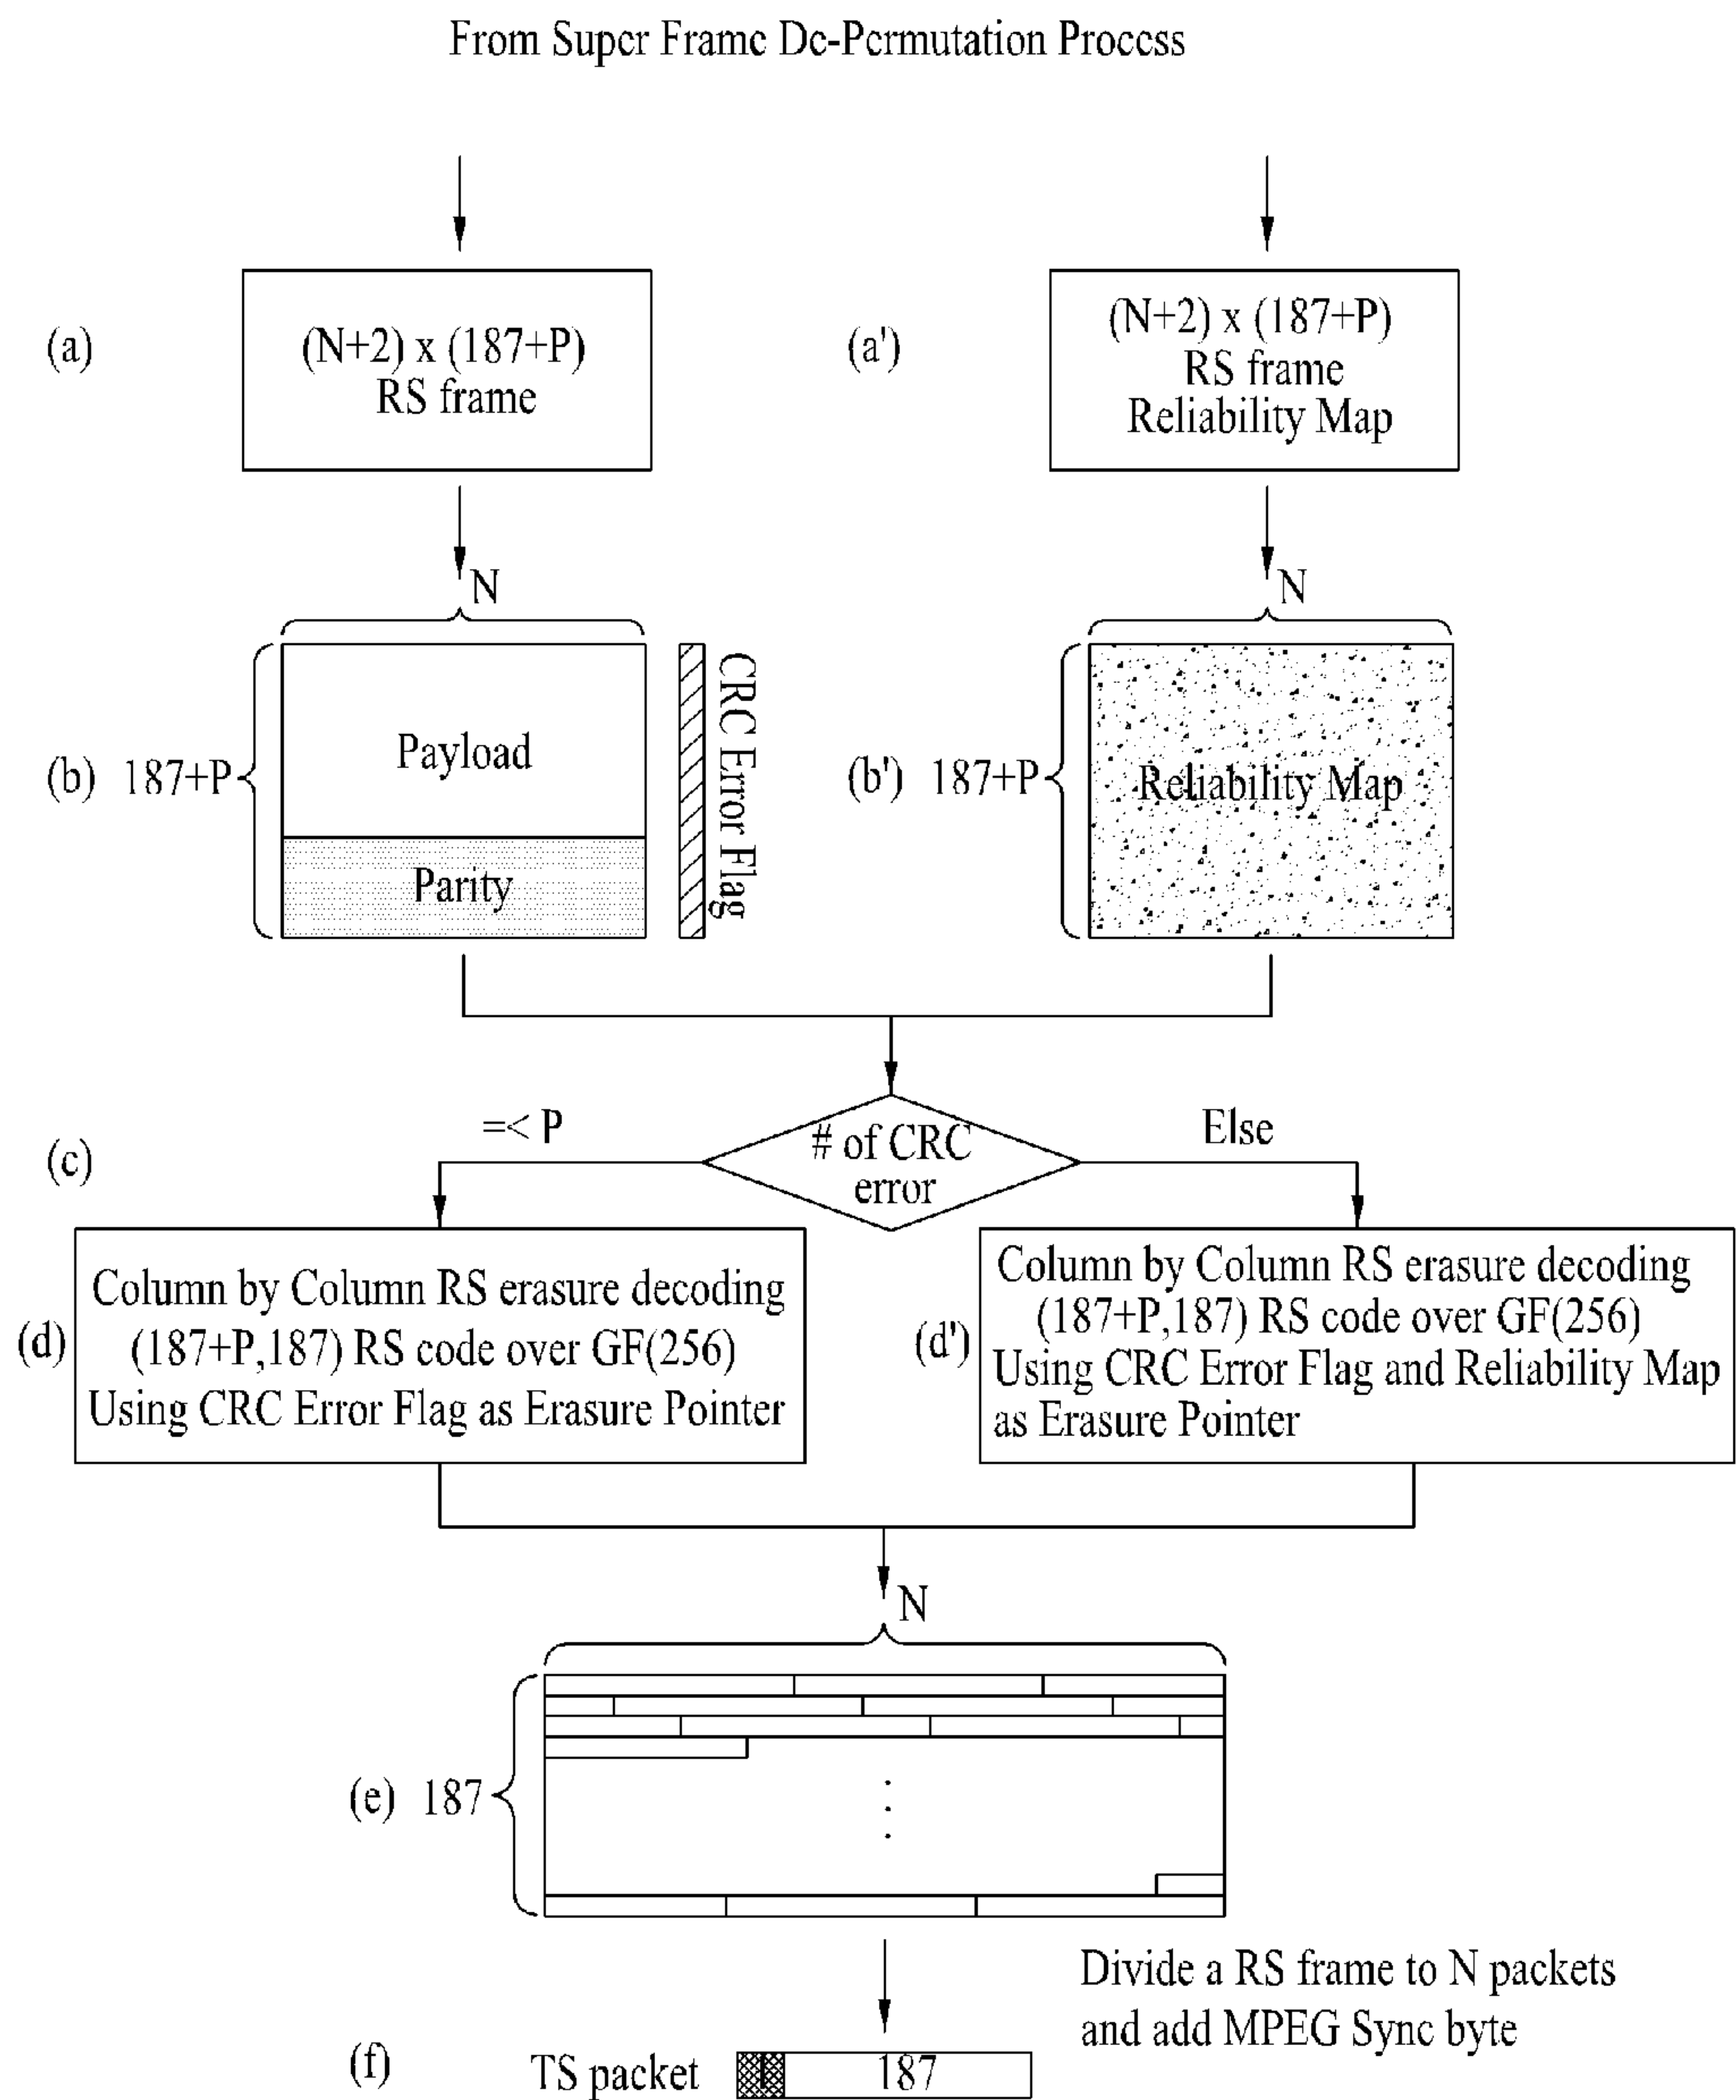 From Super Frame De-Permutation Process
(a)
(N+2) x (187+P)
RS frame
(a')
(N+2) x (187+P)
RS frame
Reliability Map
N
N
(b) 187+P
Payload
Parity
CRC Error Flag
(b') 187+P
Reliability Map
(c)
=< P
# of CRC
error
Else
(d)
Column by Column RS erasure decoding
(187+P,187) RS code over GF(256)
Using CRC Error Flag as Erasure Pointer
(d')
Column by Column RS erasure decoding
(187+P,187) RS code over GF(256)
Using CRC Error Flag and Reliability Map
as Erasure Pointer
N
(e) 187
Divide a RS frame to N packets
and add MPEG Sync byte
(f)
TS packet
1
187